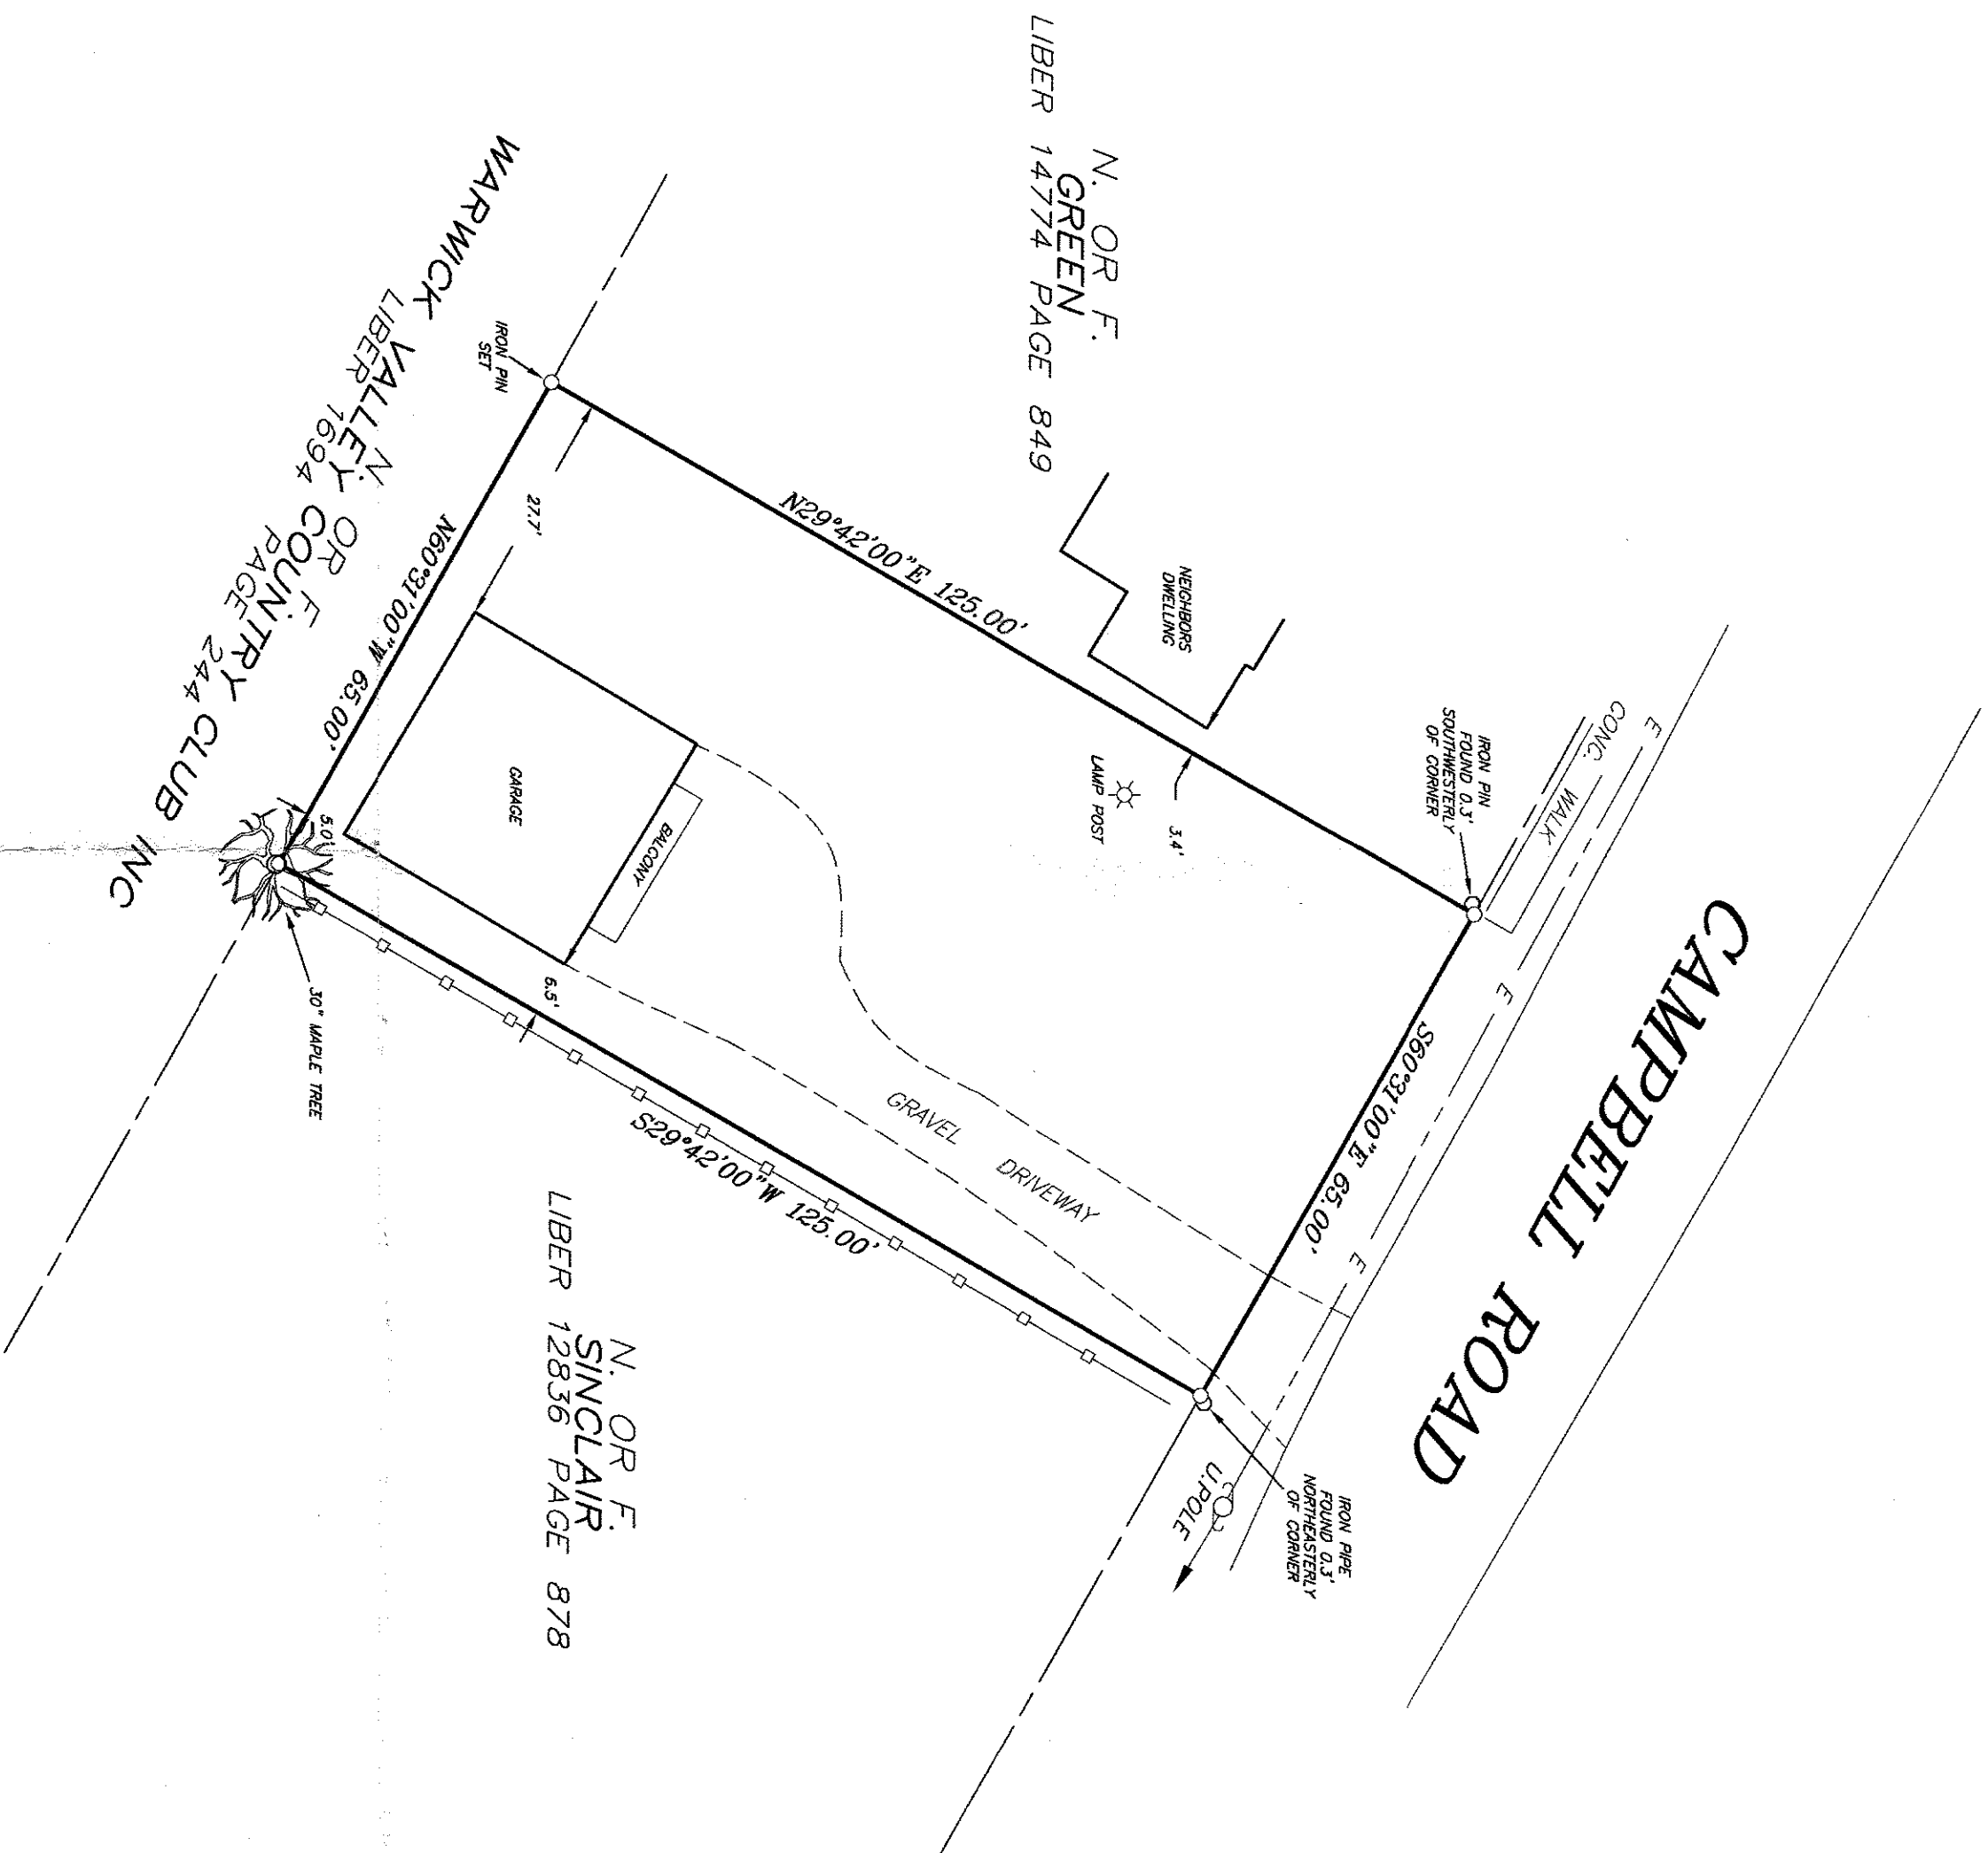 CAMPBELL ROAD
E
E
E
CONC. WALK
IRON PIN
FOUND 0.3'
SOUTHWESTERLY
OF CORNER
IRON PIPE
FOUND 0.3'
NORTHEASTERLY
OF CORNER
U.POLE
S60°31'00"E 65.00'
N. OR F.
GREEN
LIBER 14774 PAGE 849
NEIGHBORS
DWELLING
3.4'
LAMP POST
N29°42'00"E 125.00'
GRAVEL DRIVEWAY
S29°42'00"W 125.00'
N. OR F.
SINCLAIR
LIBER 12836 PAGE 878
BALCONY
GARAGE
6.5'
27.7'
5.0'
IRON PIN
SET
30" MAPLE TREE
N60°31'00"W 65.00'
N. OR F.
WARWICK VALLEY COUNTRY CLUB INC
LIBER 1694 PAGE 244